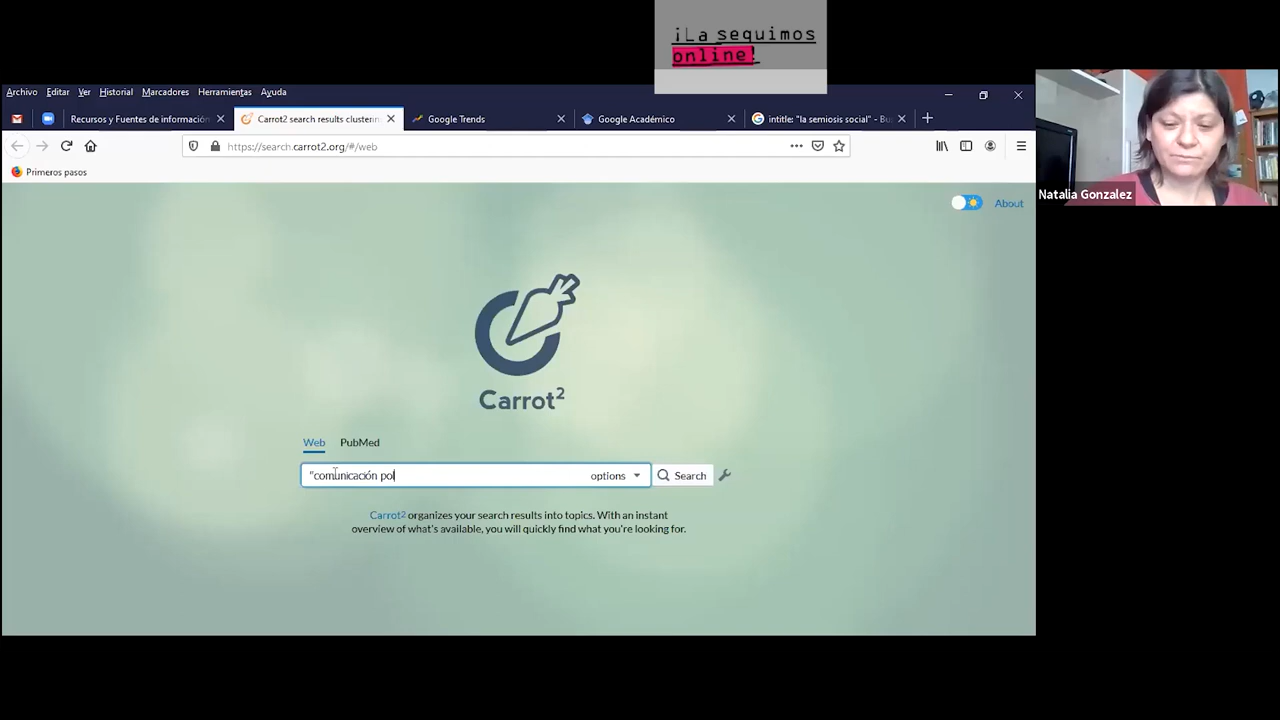 ¡La seguimos
online!
Archivo Editar Ver Historial Marcadores Herramientas Ayuda
Recursos y Fuentes de información
Carrot2 search results clusterin
Google Trends
Google Académico
intitle: "la semiosis social" - Bu
https://search.carrot2.org/#/web
Primeros pasos
Natalia Gonzalez
About
Carrot²
Web PubMed
"comunicación pol
options
Search
Carrot² organizes your search results into topics. With an instant
overview of what's available, you will quickly find what you're looking for.